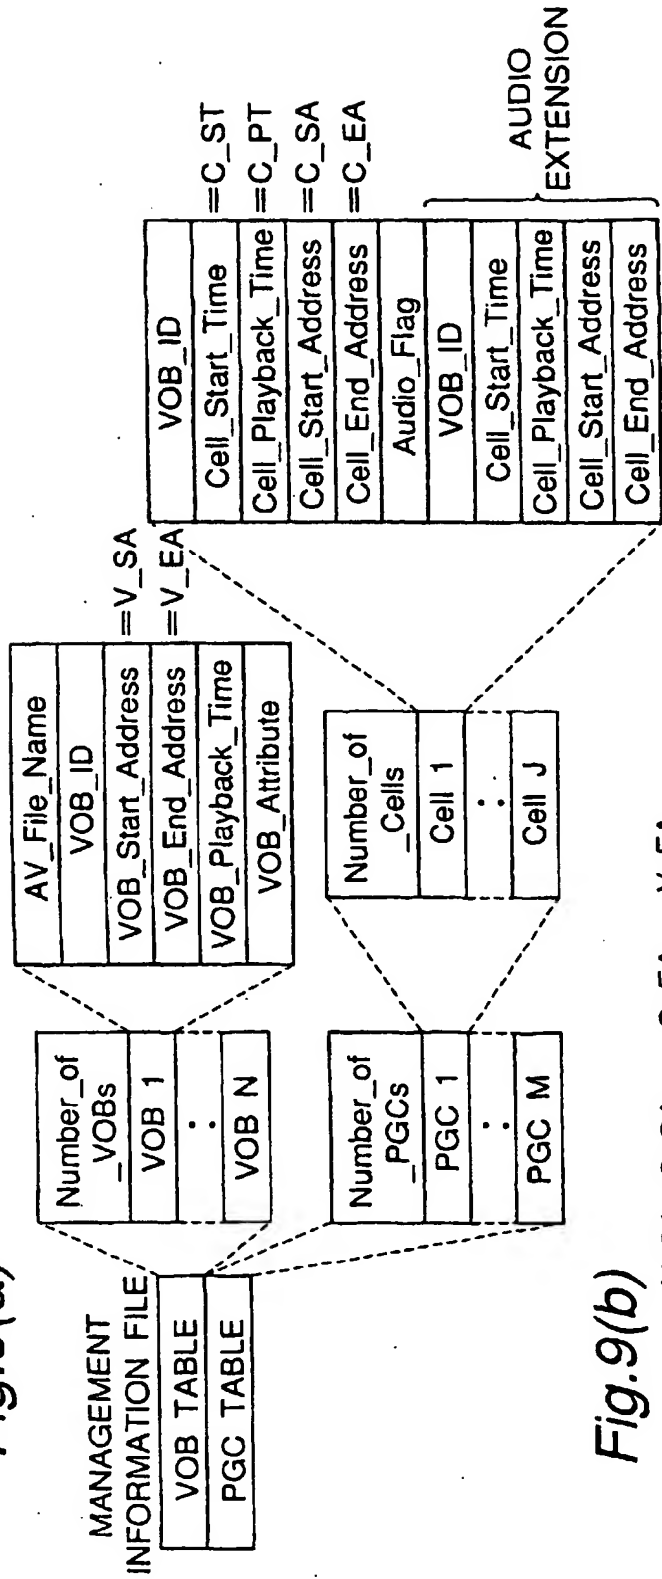 MANAGEMENT
INFORMATION FILE
VOB TABLE
PGC TABLE
Number_of
_VOBs
VOB 1
VOB N
AV_File_Name
VOB_ID
VOB_Start_Address
=V_SA
VOB_End_Address
=V_EA
VOB_Playback_Time
VOB_Attribute
Number_of
_PGCs
PGC 1
PGC M
Number_of
_Cells
Cell 1
Cell J
VOB_ID
Cell_Start_Time
=C_ST
Cell_Playback_Time
=C_PT
Cell_Start_Address
=C_SA
Cell_End_Address
=C_EA
Audio_Flag
VOB_ID
Cell_Start_Time
Cell_Playback_Time
Cell_Start_Address
Cell_End_Address
AUDIO
EXTENSION
Fig.9(b)